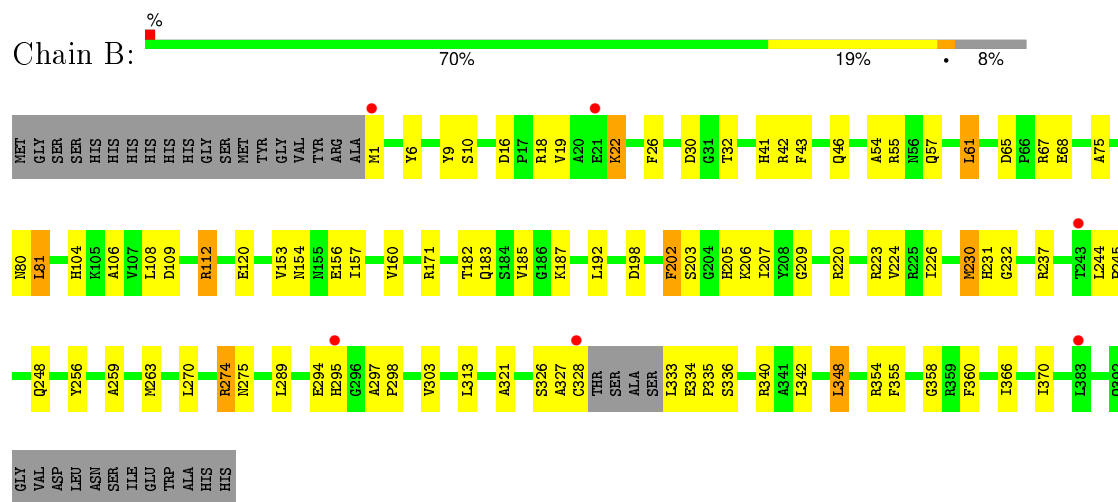 %
Chain B:
70% 19% • 8%
MET GLY SER SER HIS HIS HIS HIS HIS HIS GLY SER MET TYR GLY VAL TYR ARG ALA M1 Y6 Y9 S10 D16 P17 R18 V19 A20 E21 K22 F26 D30 G31 T32 H41 R42 F43 Q46 A54 R55 N56 Q57 L61 D65 P66 R67 E68 A75
N80 L81 H104 K105 A106 V107 L108 D109 R112 E120 V153 N154 N155 E156 I157 V160 R171 T182 Q183 S184 V185 G186 K187 L192 D198 F202 S203 G204 H205 K206 I207 Y208 G209 R220 R223 V224 R225 I226 M230 H231 G232 R237 T243 L244 P245
Q248 Y256 A259 M263 L270 R274 N275 L289 E294 H295 G296 A297 P298 V303 L313 A321 S326 A327 C328 THR SER ALA SER L333 E334 P335 S336 R340 A341 L342 L348 R354 F355 G358 R359 F360 I366 I370 L383
GLY VAL ASP LEU ASN SER ILE GLU TRP ALA HIS HIS